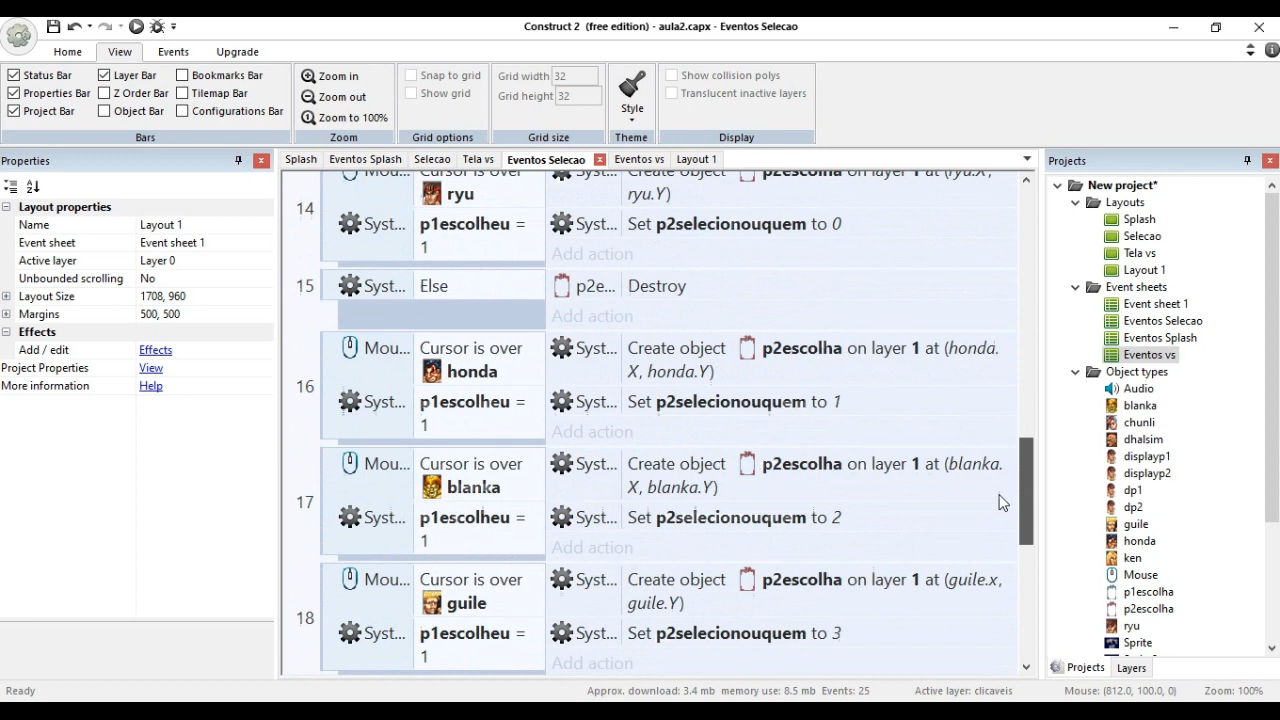 Construct 2 (free edition) - aula2.capx - Eventos Selecao
Home View Events Upgrade
Status Bar Layer Bar Bookmarks Bar
Properties Bar Z Order Bar Tilemap Bar
Project Bar Object Bar Configurations Bar
Bars
Zoom in
Zoom out
Zoom to 100%
Zoom
Snap to grid
Show grid
Grid options
Grid width 32
Grid height 32
Grid size
Style
Theme
Show collision polys
Translucent inactive layers
Display
Properties
Layout properties
Name Layout 1
Event sheet Event sheet 1
Active layer Layer 0
Unbounded scrolling No
Layout Size 1708, 960
Margins 500, 500
Effects
Add / edit Effects
Project Properties View
More information Help
Splash Eventos Splash Selecao Tela vs Eventos Selecao Eventos vs Layout 1
14
Mou... Cursor is over
ryu
Syst... Create object p2escolha on layer 1 at (ryu.X,
ryu.Y)
Syst... p1escolheu =
1
Syst... Set p2selecionouquem to 0
Add action
15
Syst... Else
p2e... Destroy
Add action
16
Mou... Cursor is over
honda
Syst... Create object p2escolha on layer 1 at (honda.
X, honda.Y)
Syst... p1escolheu =
1
Syst... Set p2selecionouquem to 1
Add action
17
Mou... Cursor is over
blanka
Syst... Create object p2escolha on layer 1 at (blanka.
X, blanka.Y)
Syst... p1escolheu =
1
Syst... Set p2selecionouquem to 2
Add action
18
Mou... Cursor is over
guile
Syst... Create object p2escolha on layer 1 at (guile.x,
guile.Y)
Syst... p1escolheu =
1
Syst... Set p2selecionouquem to 3
Add action
Projects
New project*
Layouts
Splash
Selecao
Tela vs
Layout 1
Event sheets
Event sheet 1
Eventos Selecao
Eventos Splash
Eventos vs
Object types
Audio
blanka
chunli
dhalsim
displayp1
displayp2
dp1
dp2
guile
honda
ken
Mouse
p1escolha
p2escolha
ryu
Sprite
Projects Layers
Ready
Approx. download: 3.4 mb memory use: 8.5 mb Events: 25 Active layer: clicaveis Mouse: (812.0, 100.0, 0) Zoom: 100%